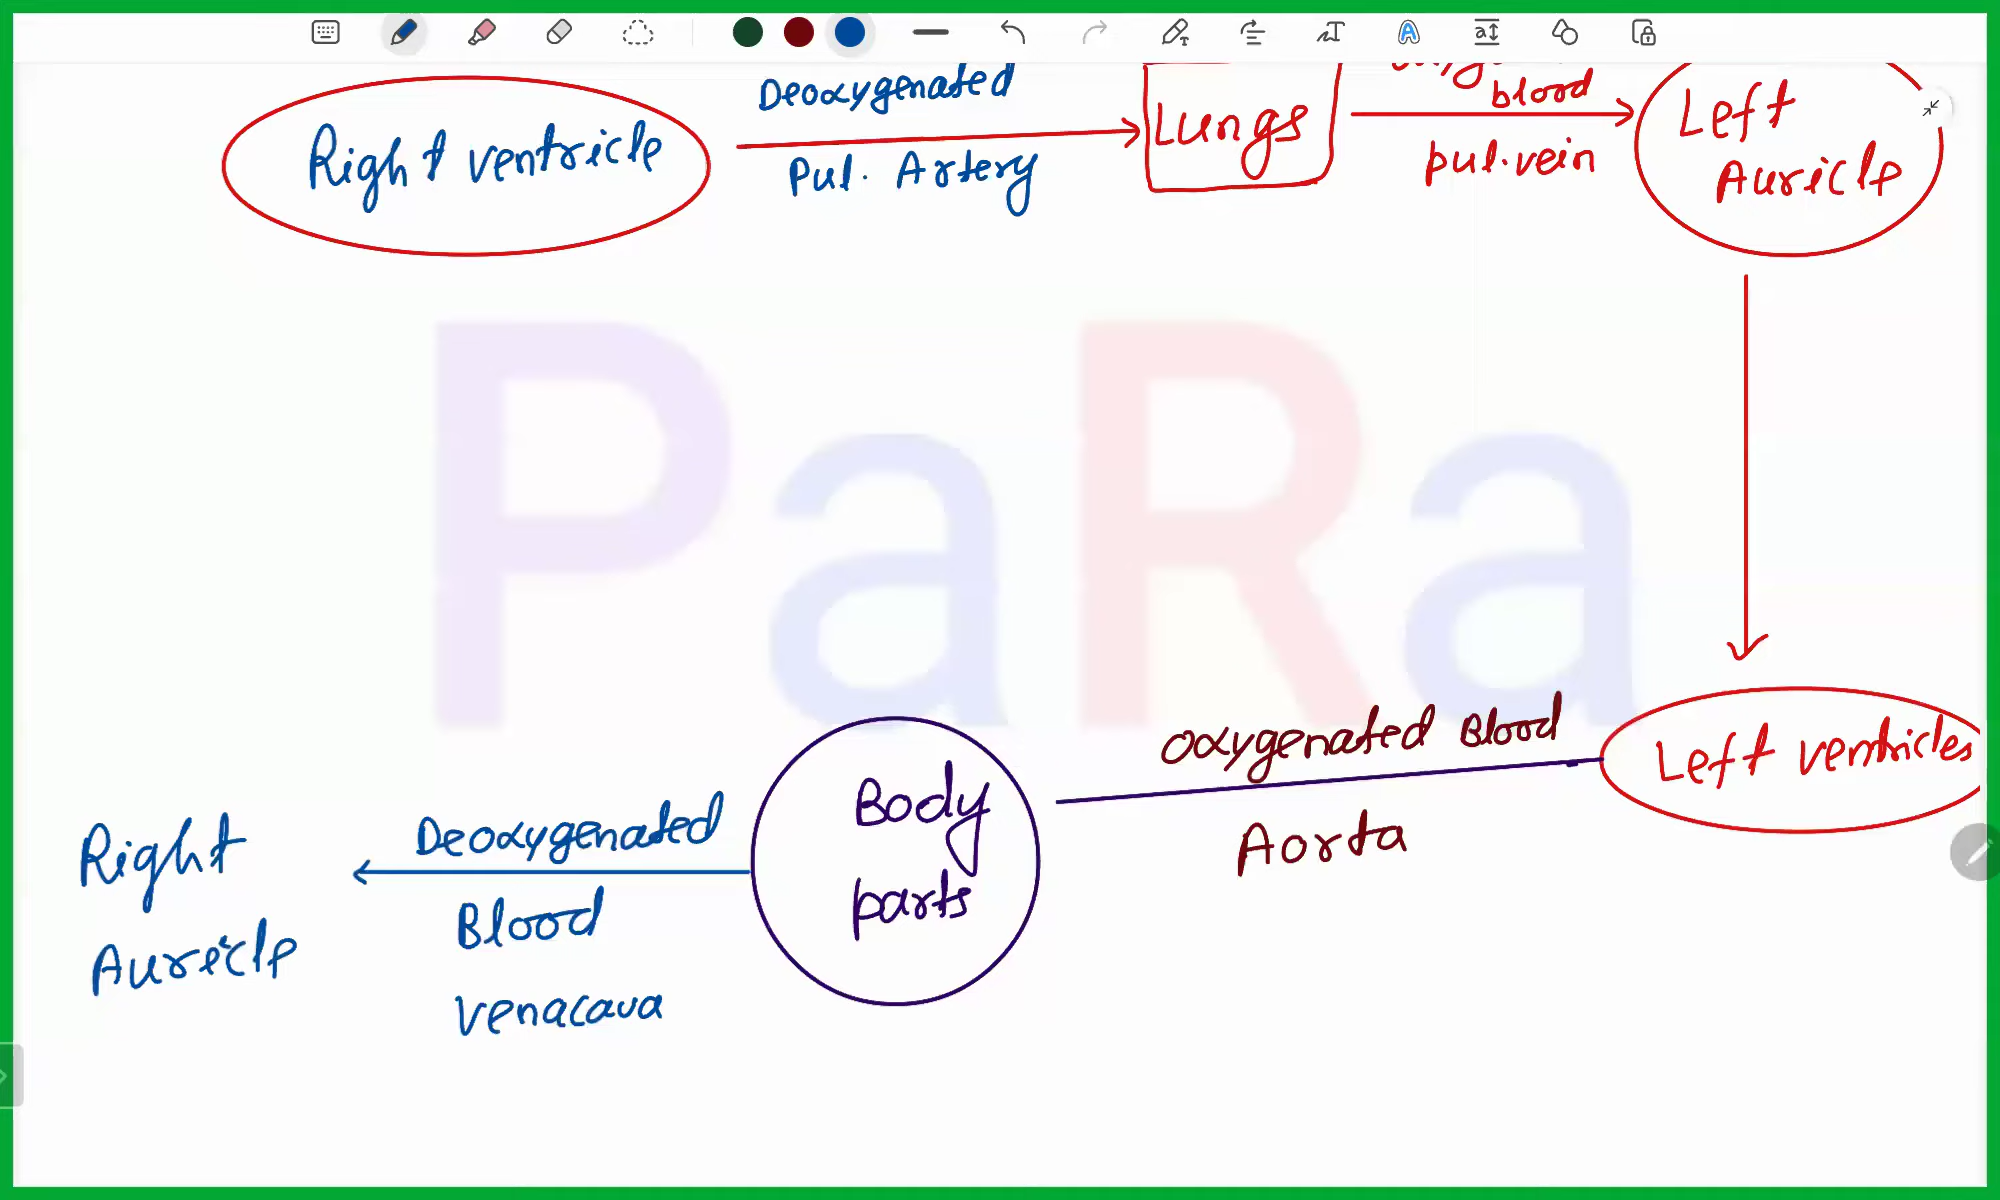 Deoxygenated
Right ventricle
Pul. Artery
Lungs
blood
pul. vein
Left
Auricle
PaRa
Left ventricles
Oxygenated Blood
Aorta
Body
parts
Deoxygenated
Blood
venacava
Right
Auricle